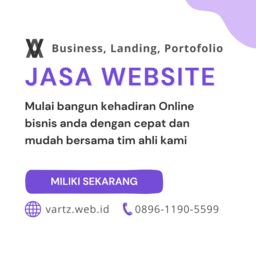 Business, Landing, Portofolio
JASA WEBSITE
Mulai bangun kehadiran Online
bisnis anda dengan cepat dan
mudah bersama tim ahli kami
MILIKI SEKARANG
vartz.web.id
0896-1190-5599